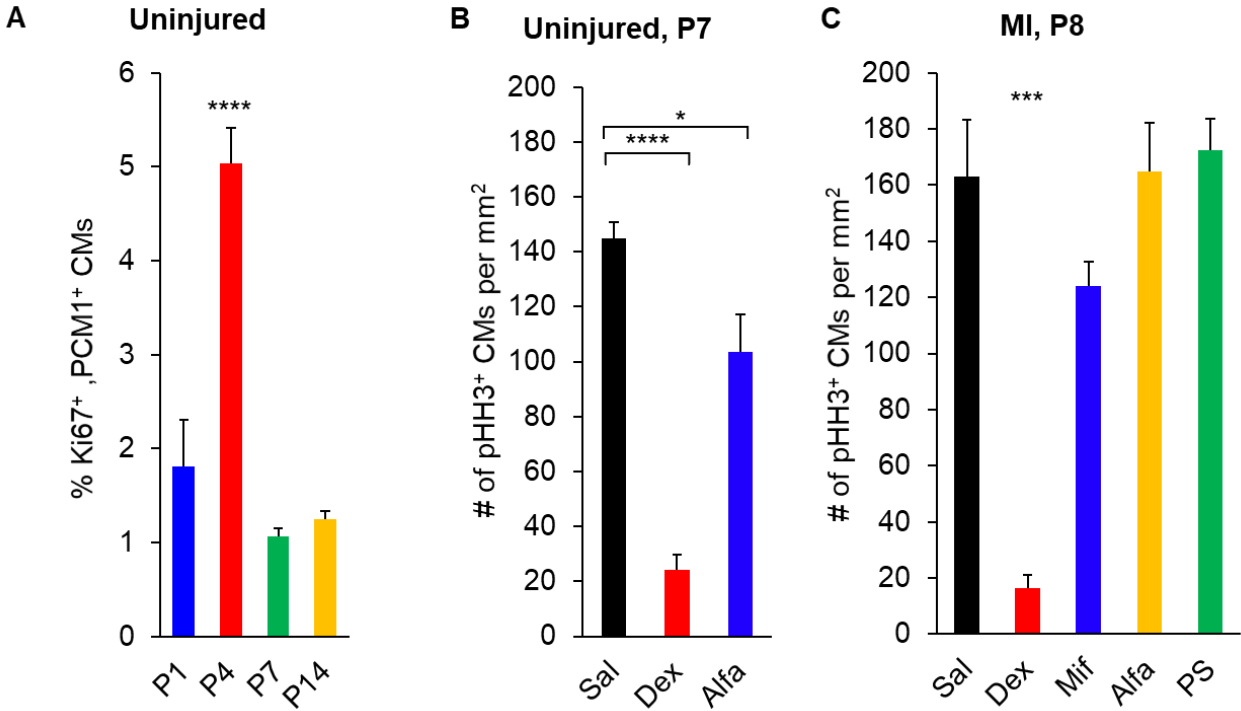 A
Uninjured
% Ki67⁺ ,PCM1⁺ CMs
6
5
4
3
2
1
0
****
P1
P4
P7
P14
B
Uninjured, P7
# of pHH3⁺ CMs per mm²
200
180
160
140
120
100
80
60
40
20
0
*
****
Sal
Dex
Alfa
C
MI, P8
# of pHH3⁺ CMs per mm²
200
180
160
140
120
100
80
60
40
20
0
***
Sal
Dex
Mif
Alfa
PS